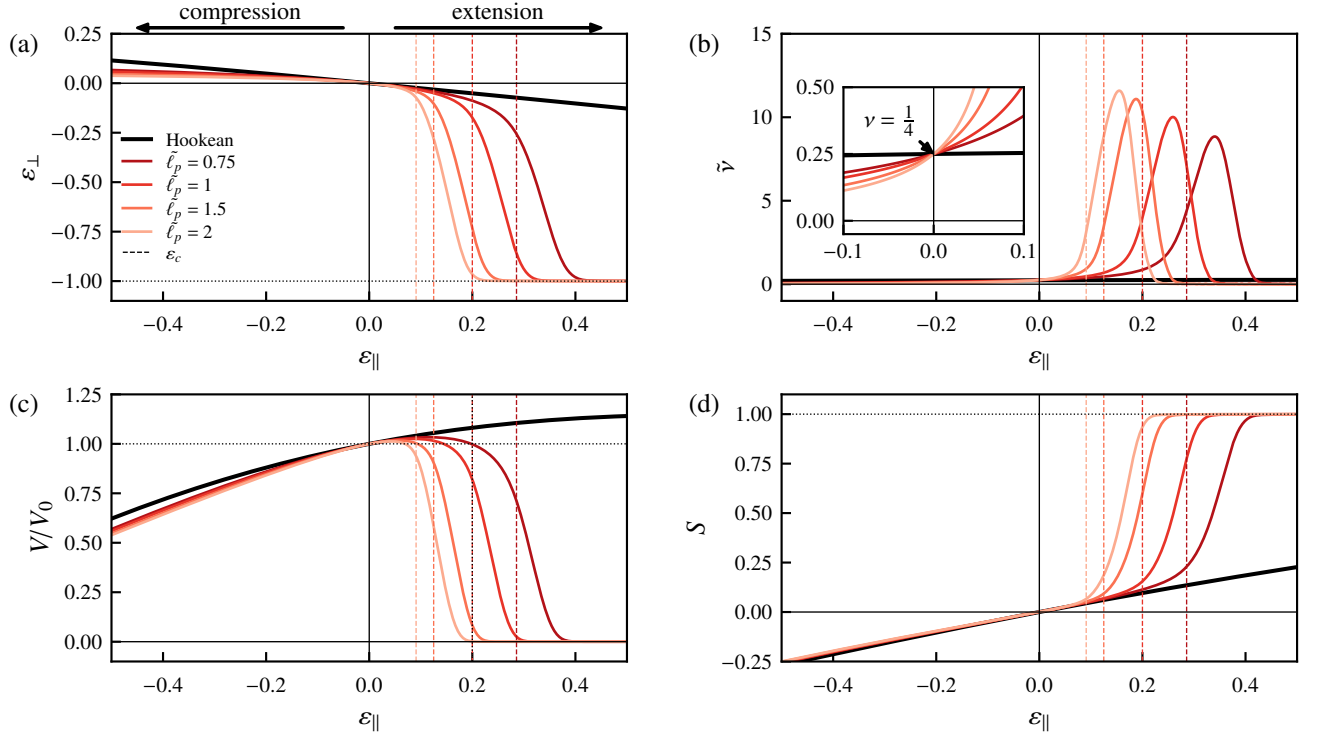 compression
extension
(a)
0.25
0.00
−0.25
−0.50
−0.75
−1.00
ε⊥
Hookean
ℓ̃p = 0.75
ℓ̃p = 1
ℓ̃p = 1.5
ℓ̃p = 2
εc
−0.4 −0.2 0.0 0.2 0.4
ε||
(b)
15
10
5
0
ν̃
0.50
0.25
0.00
ν = 1/4
−0.1 0.0 0.1
−0.4 −0.2 0.0 0.2 0.4
ε||
(c)
1.25
1.00
0.75
0.50
0.25
0.00
V/V0
−0.4 −0.2 0.0 0.2 0.4
ε||
(d)
1.00
0.75
0.50
0.25
0.00
−0.25
S
−0.4 −0.2 0.0 0.2 0.4
ε||